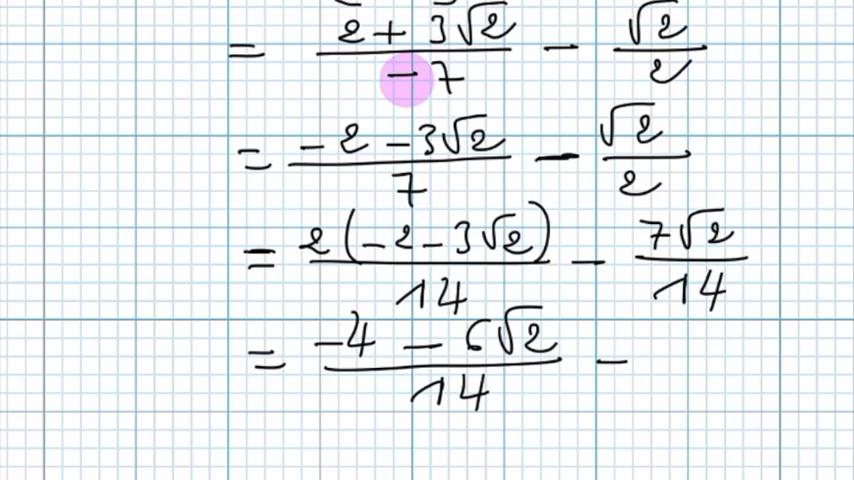 = (2 + 3√2)/(-7) - √2/2
= (-2 - 3√2)/7 - √2/2
= 2(-2 - 3√2)/14 - 7√2/14
= (-4 - 6√2)/14 -